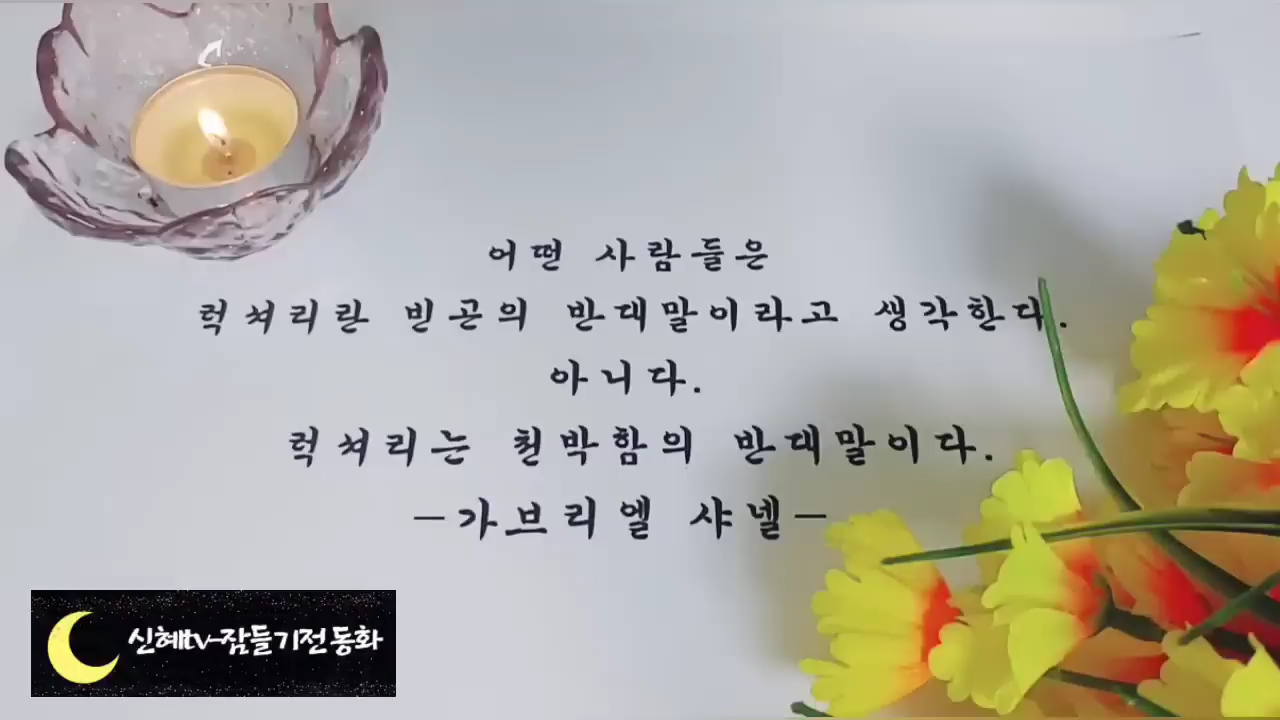 어떤 사람들은
럭셔리란 빈곤의 반대말이라고 생각한다.
아니다.
럭셔리는 천박함의 반대말이다.
-가브리엘 샤넬-
신혜tv-잠들기전 동화